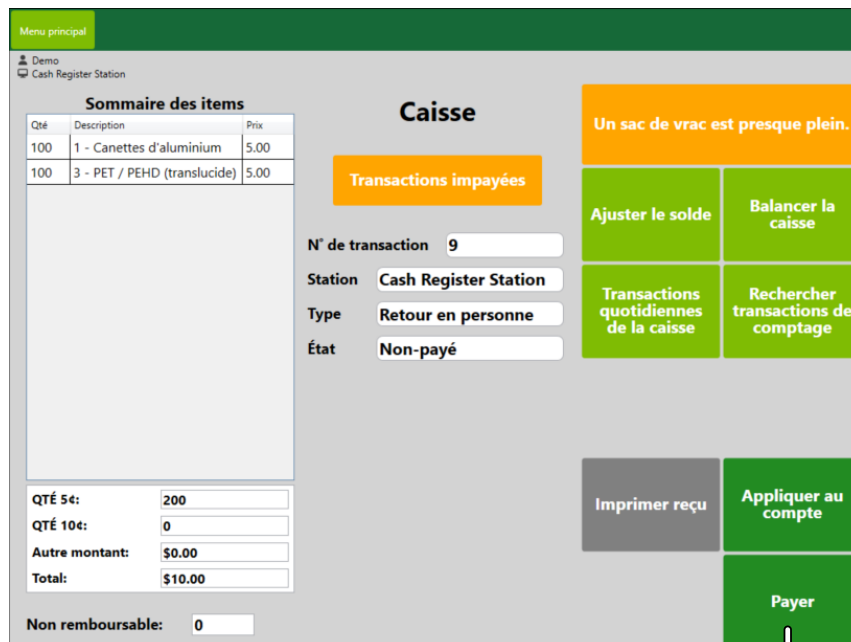 Menu principal
Demo
Cash Register Station
Sommaire des items
Qté Description Prix
100 1 - Canettes d'aluminium 5.00
100 3 - PET / PEHD (translucide) 5.00
QTÉ 5¢: 200
QTÉ 10¢: 0
Autre montant: $0.00
Total: $10.00
Non remboursable: 0
Caisse
Transactions impayées
N° de transaction 9
Station Cash Register Station
Type Retour en personne
État Non-payé
Un sac de vrac est presque plein.
Ajuster le solde
Balancer la
caisse
Transactions
quotidiennes
de la caisse
Rechercher
transactions de
comptage
Imprimer reçu
Appliquer au
compte
Payer